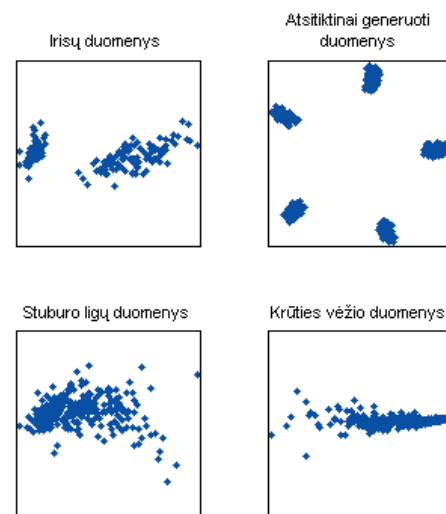 Irisų duomenys
Atsitiktinai generuoti
duomenys
Stuburo ligų duomenys
Krūties vėžio duomenys